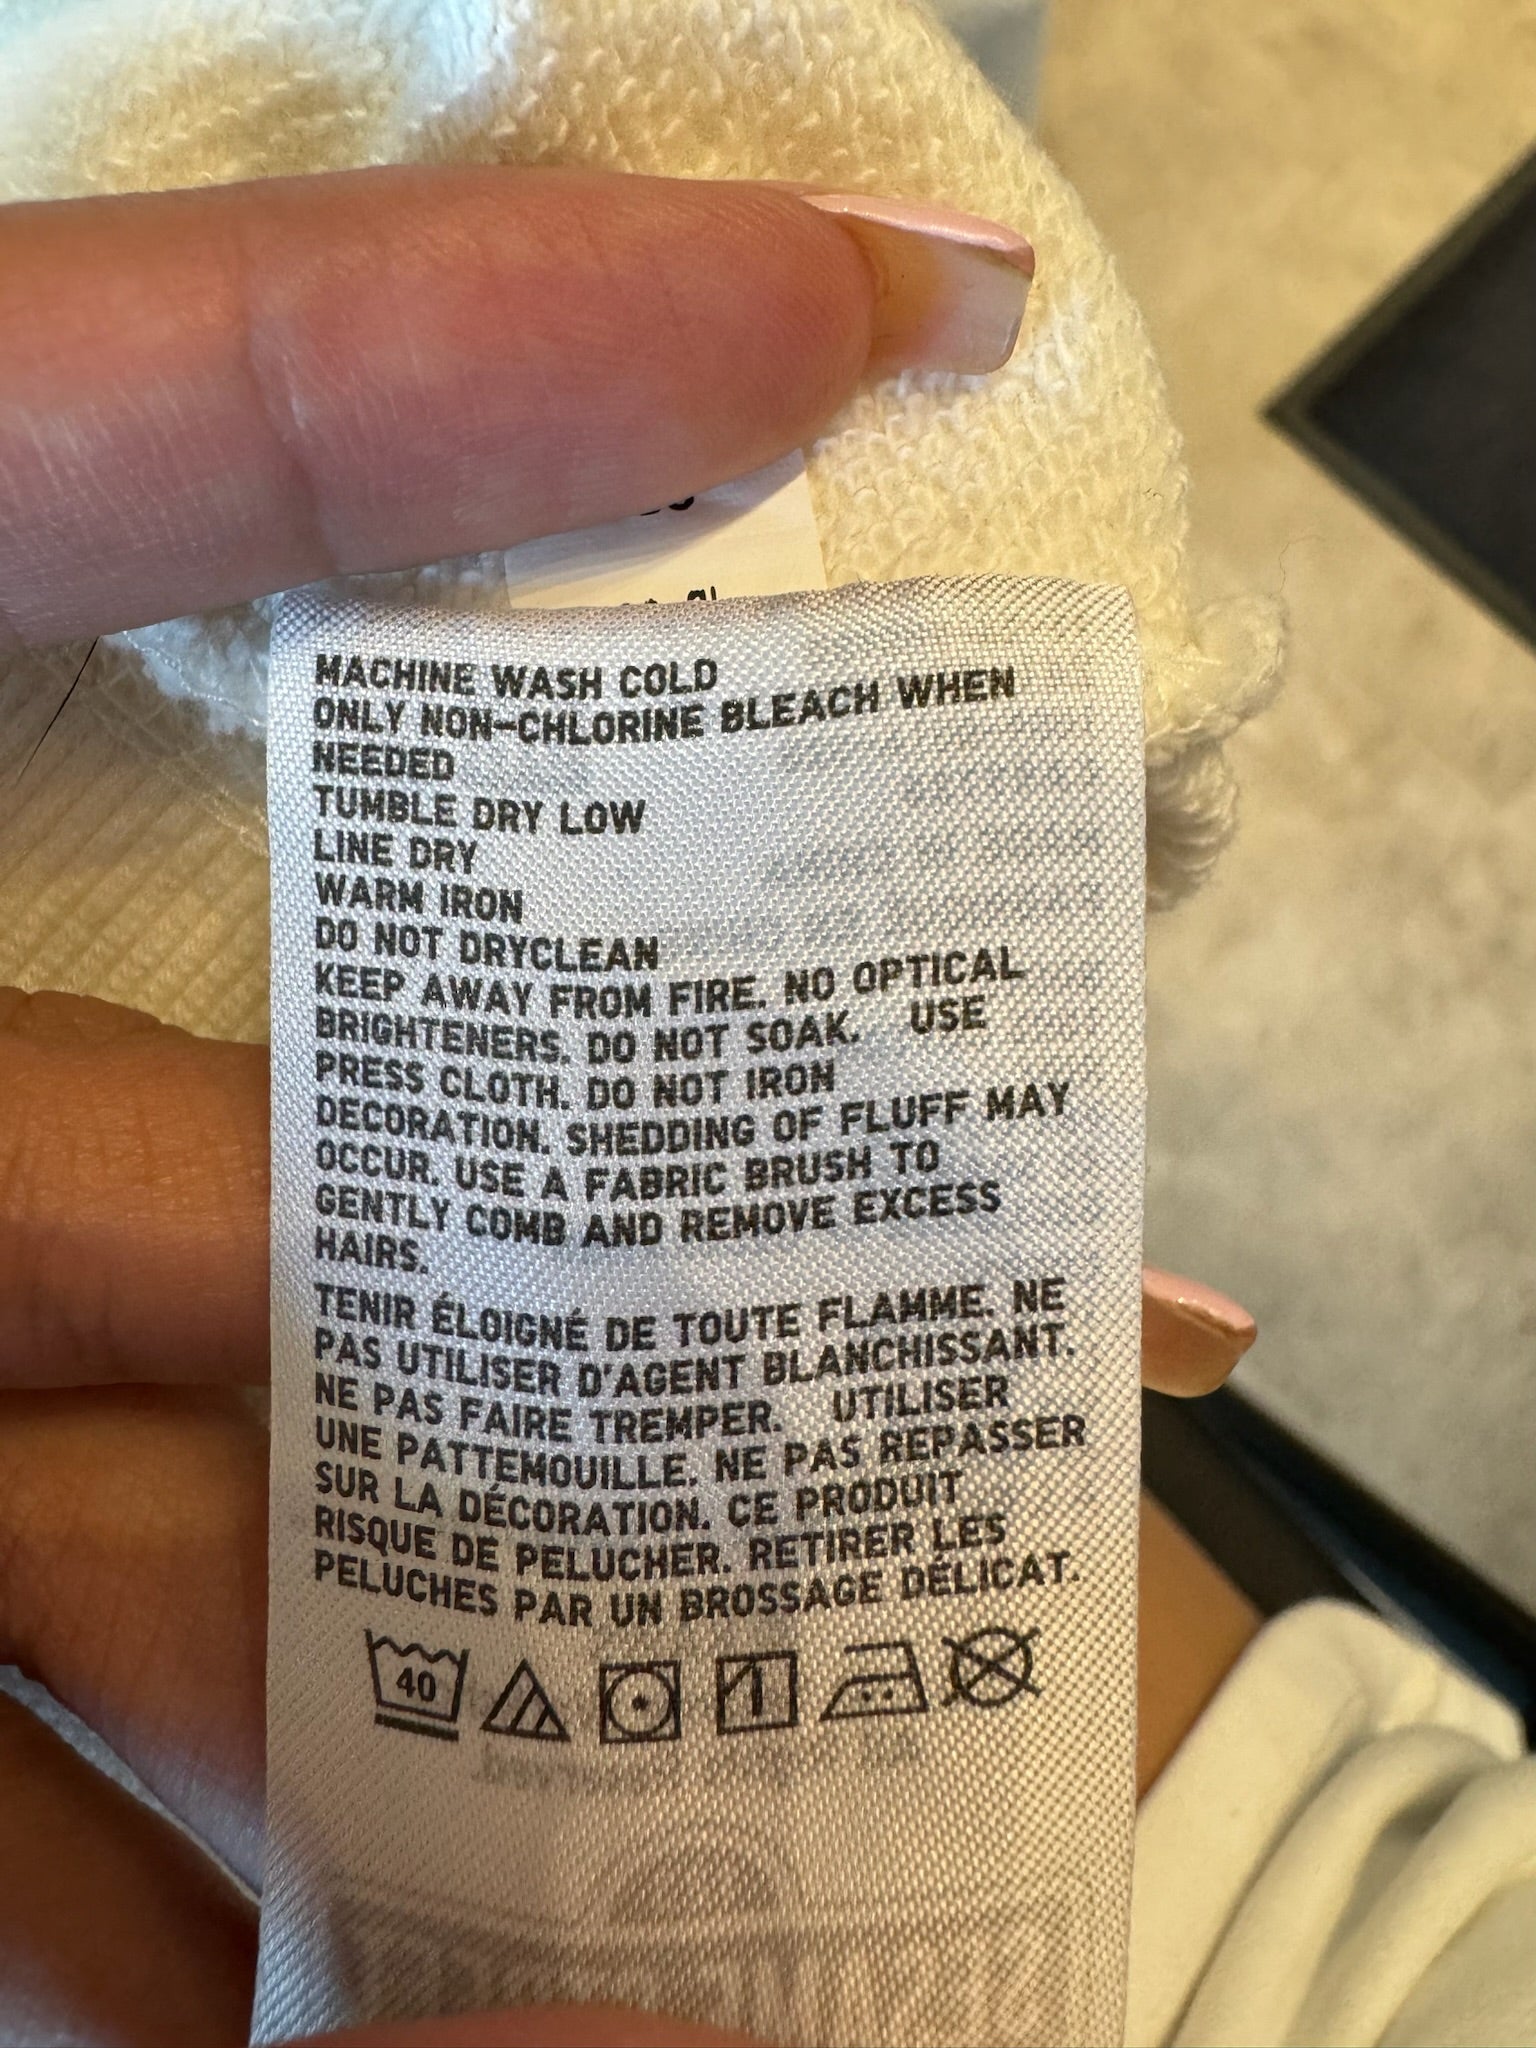 MACHINE WASH COLD
ONLY NON-CHLORINE BLEACH WHEN
NEEDED
TUMBLE DRY LOW
LINE DRY
WARM IRON
DO NOT DRYCLEAN
KEEP AWAY FROM FIRE. NO OPTICAL
BRIGHTENERS. DO NOT SOAK. USE
PRESS CLOTH. DO NOT IRON
DECORATION. SHEDDING OF FLUFF MAY
OCCUR. USE A FABRIC BRUSH TO
GENTLY COMB AND REMOVE EXCESS
HAIRS.
TENIR ÉLOIGNÉ DE TOUTE FLAMME. NE
PAS UTILISER D'AGENT BLANCHISSANT.
NE PAS FAIRE TREMPER. UTILISER
UNE PATTEMOUILLE. NE PAS REPASSER
SUR LA DÉCORATION. CE PRODUIT
RISQUE DE PELUCHER. RETIRER LES
PELUCHES PAR UN BROSSAGE DÉLICAT.
40